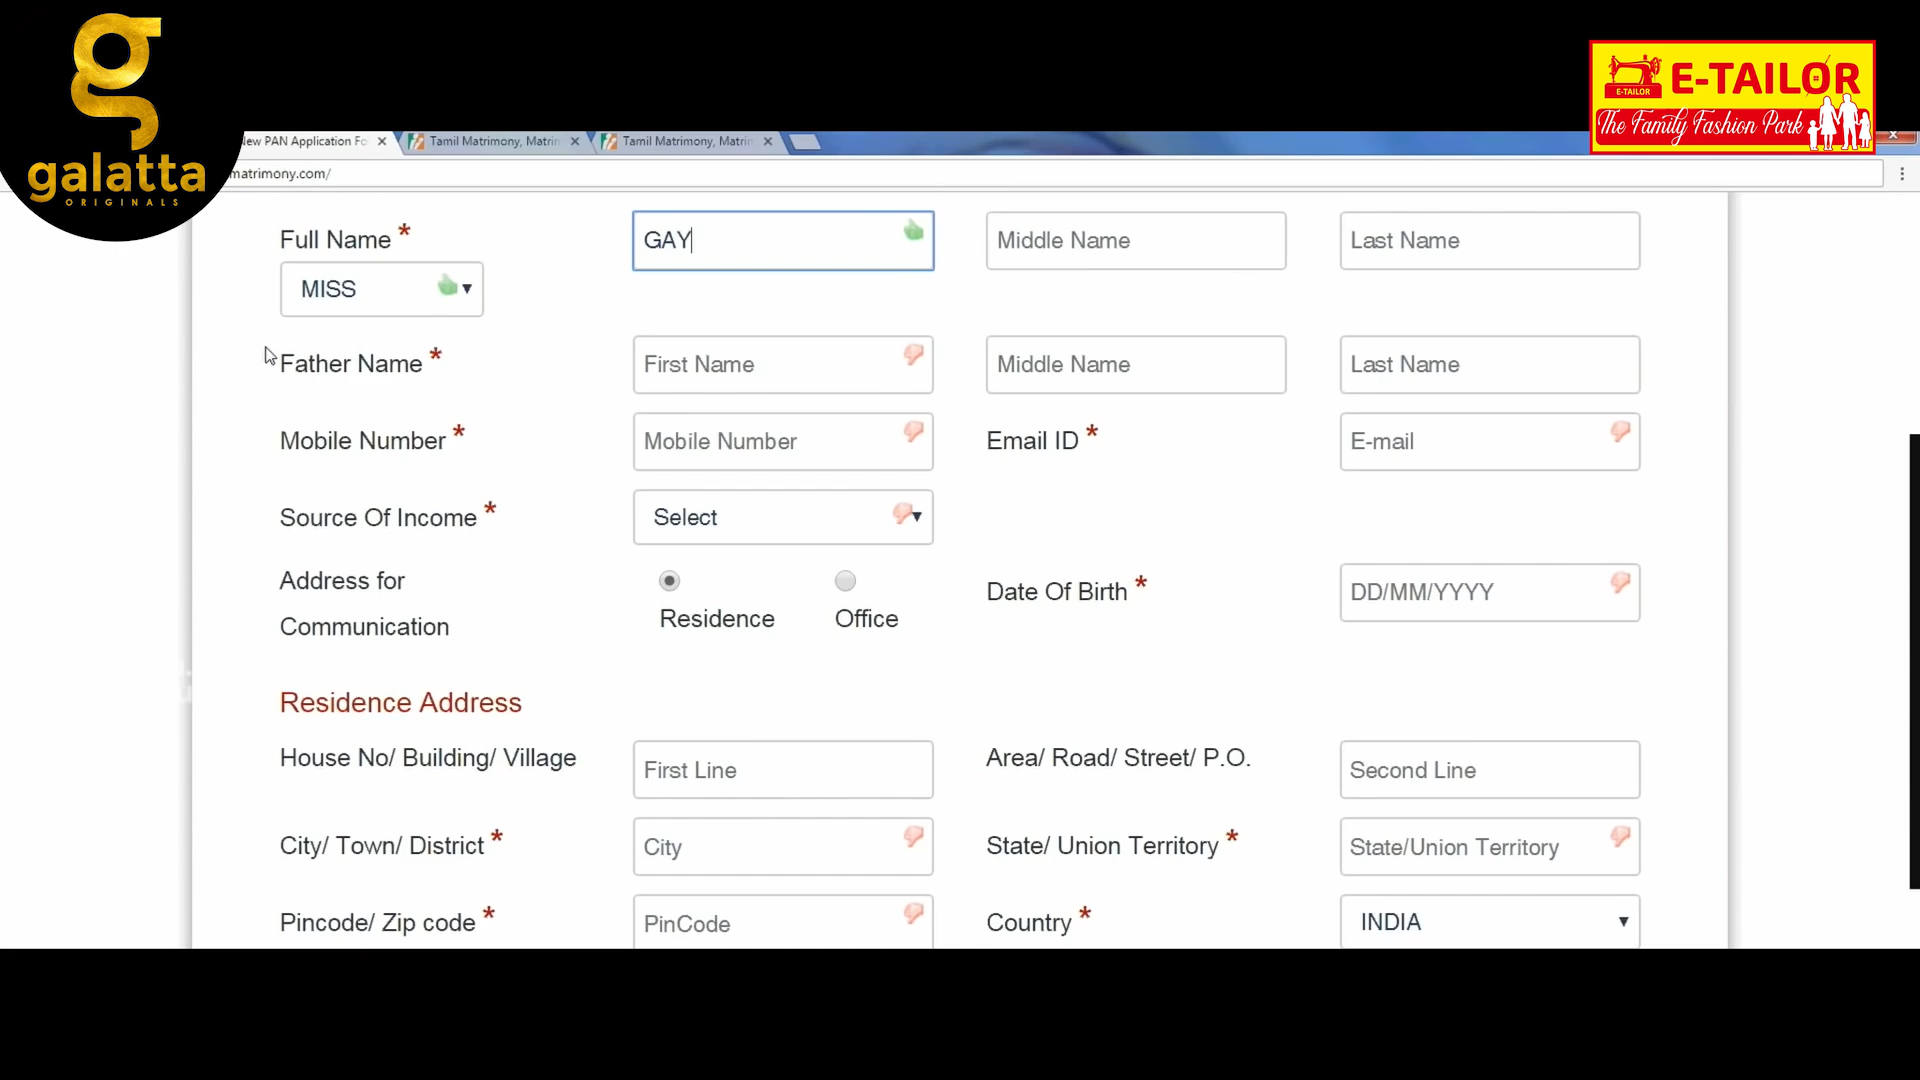 galatta
ORIGINALS
E-TAILOR
E-TAILOR
The Family Fashion Park
New PAN Application Fo
Tamil Matrimony, Matrin
Tamil Matrimony, Matrin
matrimony.com/
Full Name *
GAY
Middle Name
Last Name
MISS
Father Name *
First Name
Middle Name
Last Name
Mobile Number *
Mobile Number
Email ID *
E-mail
Source Of Income *
Select
Address for
Communication
Residence
Office
Date Of Birth *
DD/MM/YYYY
Residence Address
House No/ Building/ Village
First Line
Area/ Road/ Street/ P.O.
Second Line
City/ Town/ District *
City
State/ Union Territory *
State/Union Territory
Pincode/ Zip code *
PinCode
Country *
INDIA